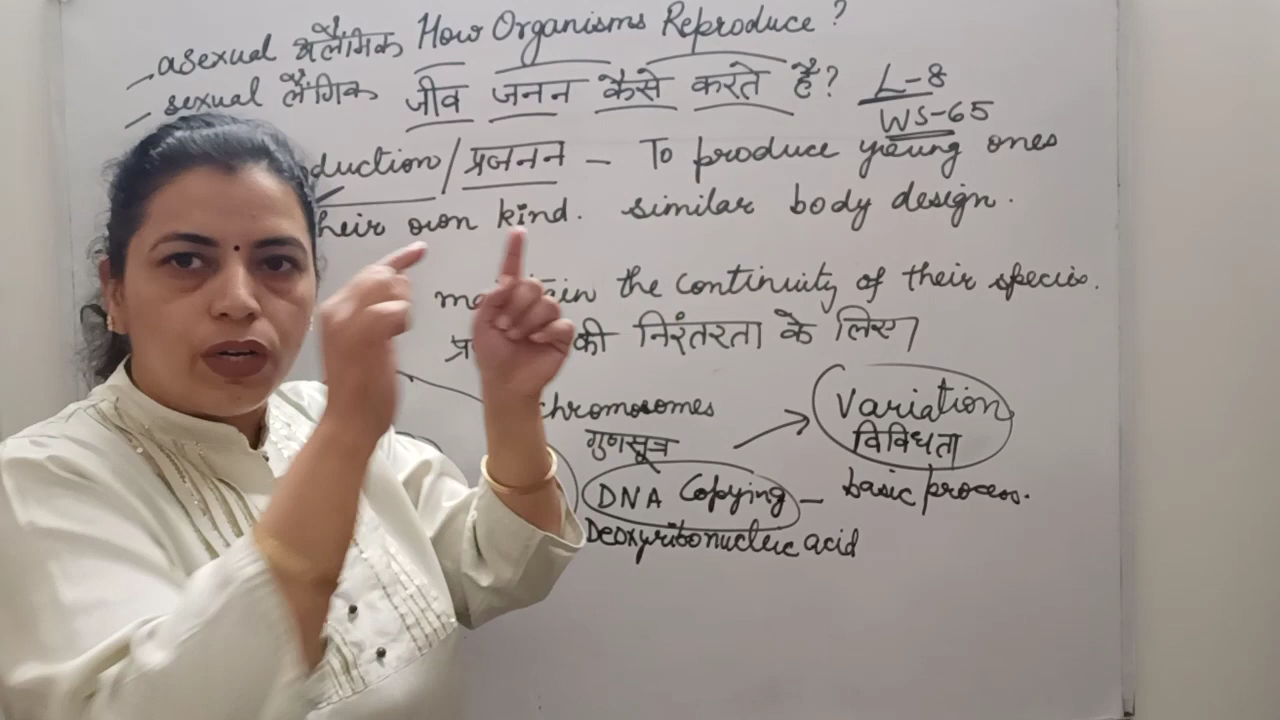 asexual अलैंगिक How Organisms Reproduce?
sexual लैंगिक जीव जनन कैसे करते हैं? L-8
WS-65
duction/प्रजनन – To produce young ones
their own kind. similar body design.
the continuity of their species.
की निरंतरता के लिए।
chromosomes
गुणसूत्र
Variation
विविधता
DNA Copying – basic process.
Deoxyribonucleic acid